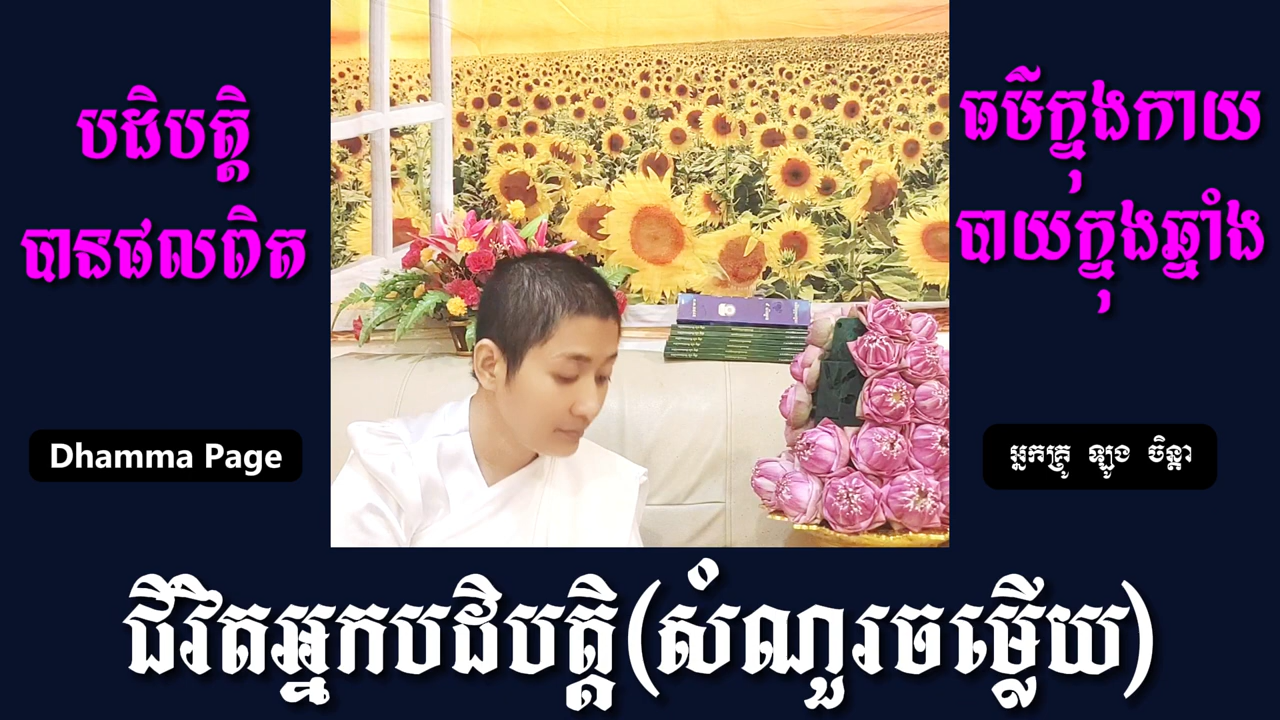 បដិបត្តិ
បានផលពិត
ធម៌ក្នុងកាយ
បាយក្នុងឆ្នាំង
Dhamma Page
អ្នកគ្រូ ឡុង ចិន្តា
ជីវិតអ្នកបដិបត្តិ(សំណួរចម្លើយ)